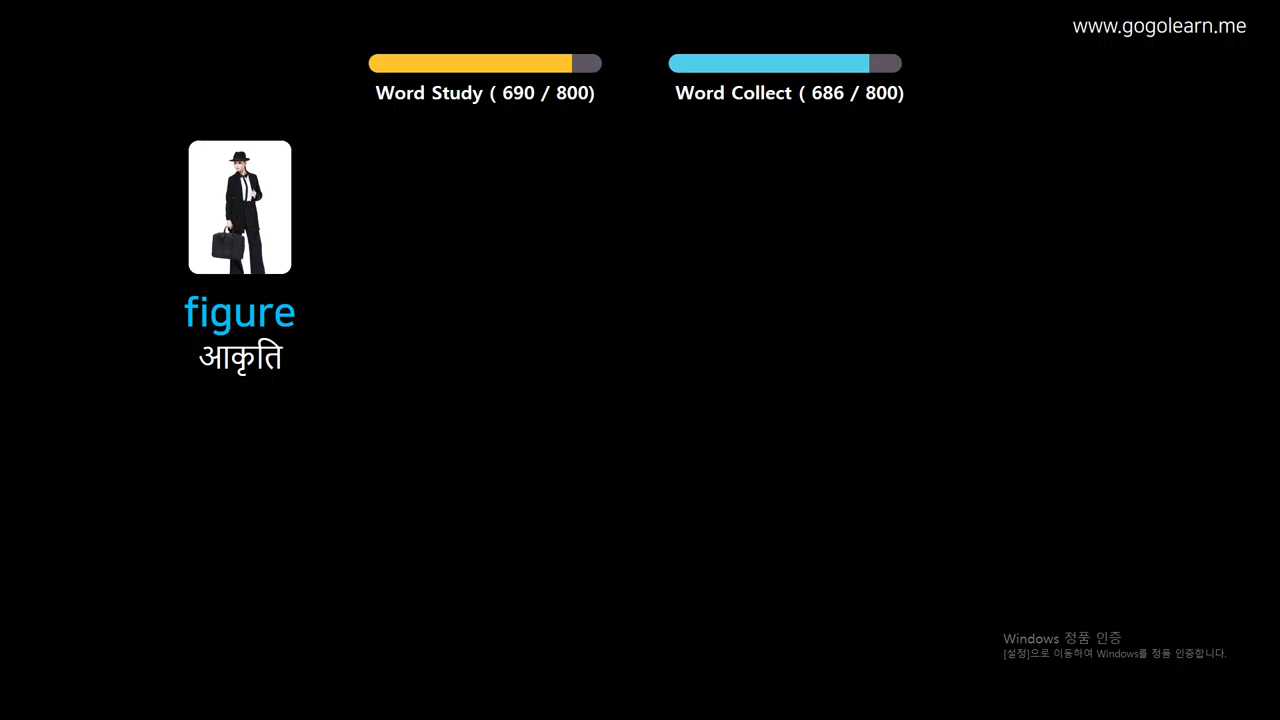 www.gogolearn.me
Word Study ( 690 / 800)
Word Collect ( 686 / 800)
figure
आकृति
Windows 정품 인증
[설정]으로 이동하여 Windows를 정품 인증합니다.